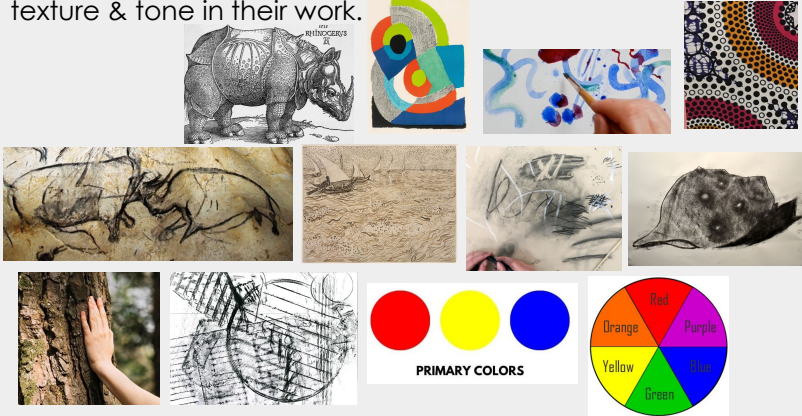 texture & tone in their work.
RHINOCERVS
PRIMARY COLORS
Red
Orange
Purple
Yellow
Blue
Green